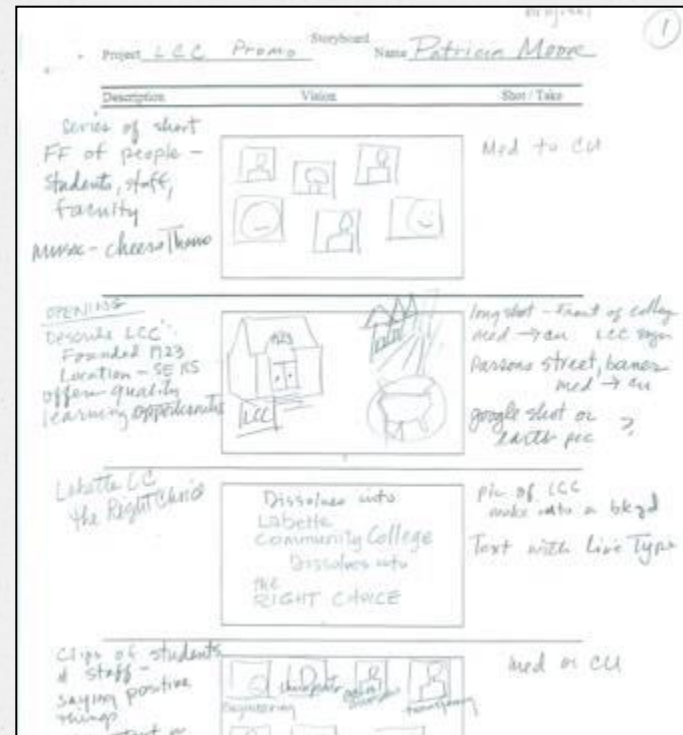 ①
Storyboard
Project LCC Promo Name Patricia Moore
Description Vision Shot / Take
Series of short
FF of people -
students, staff,
faculty
music - cheers Theme
Med to CU
OPENING
Describe LCC
Founded 1923
Location - SE KS
offers quality
learning opportunities
1923
LCC
long shot - Front of college
med → cu LCC sign
Parsons street, baner
med → cu
google shot or
earth pic ?
Labette CC
the Right Choice
Dissolves into
Labette
Community College
Dissolves into
the
RIGHT CHOICE
pic of LCC
make into a bkgd
Text with Live Type
Clips of students
& staff -
saying positive
things
engineering
med or CU